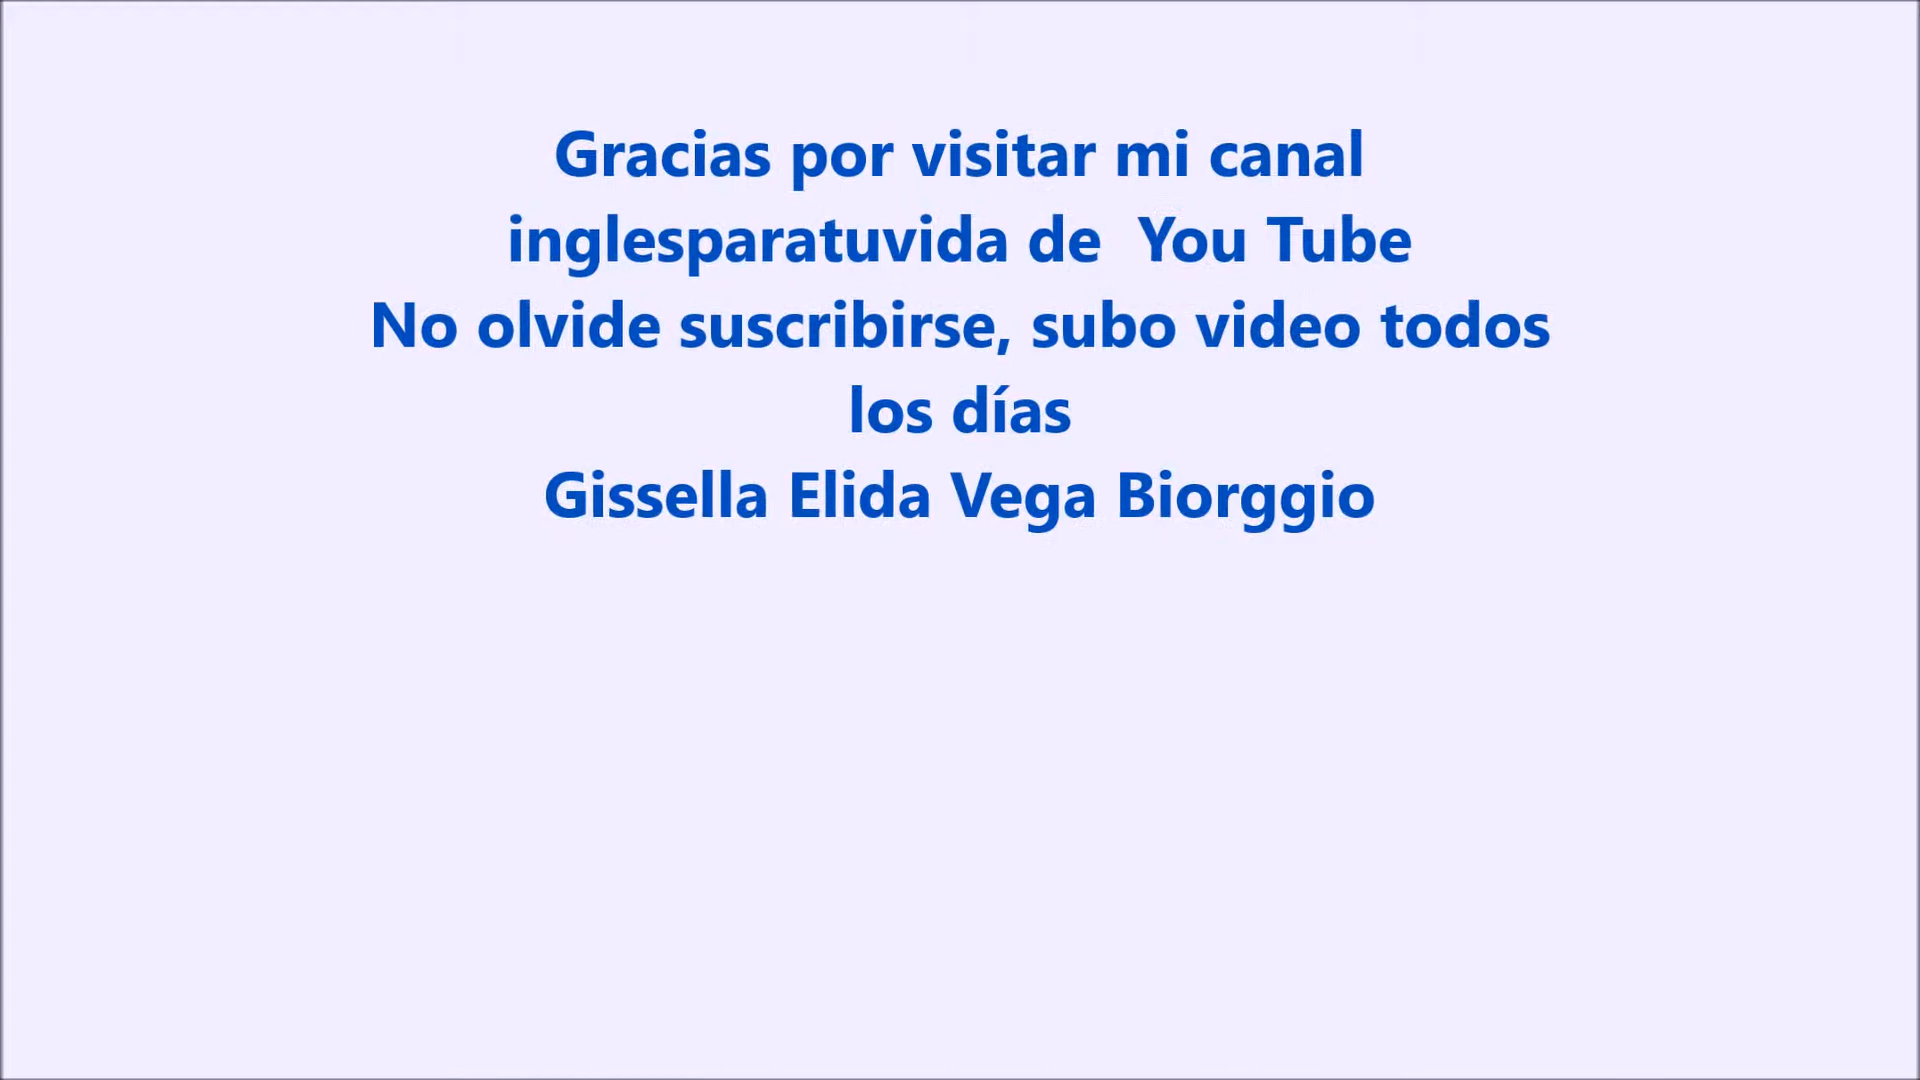 Gracias por visitar mi canal
inglesparatuvida de  You Tube
No olvide suscribirse, subo video todos
los días
Gissella Elida Vega Biorggio